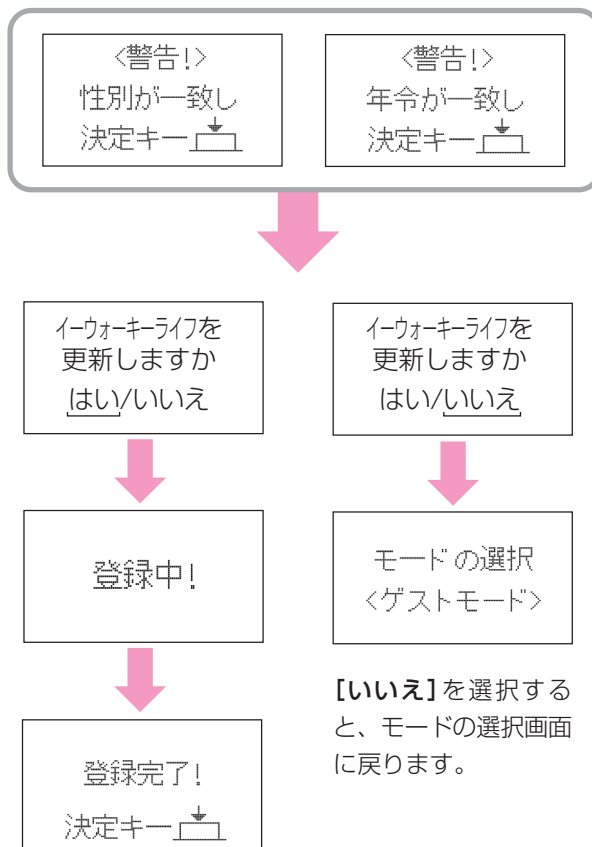 <警告!>
性別が一致し
決定キー
<警告!>
年令が一致し
決定キー
イーウォーキーライフを
更新しますか
はい/いいえ
イーウォーキーライフを
更新しますか
はい/いいえ
登録中!
モードの選択
<ゲストモード>
[いいえ]を選択する
と、モードの選択画面
に戻ります。
登録完了!
決定キー